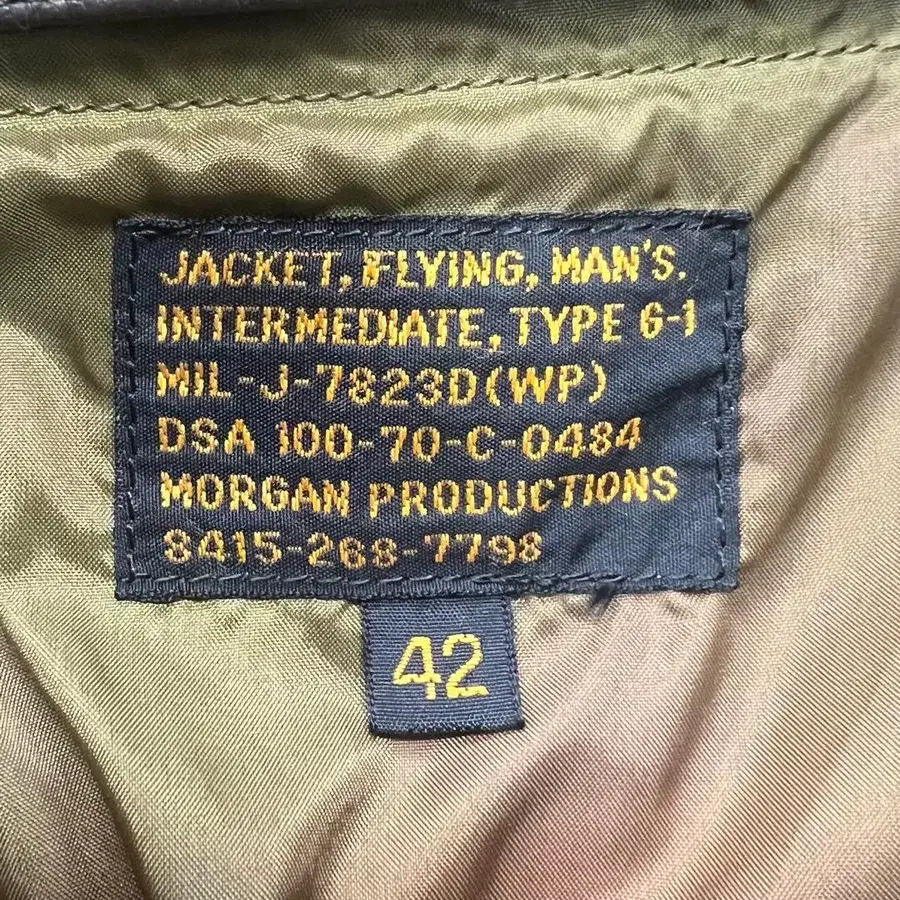 JACKET, FLYING, MAN'S.
INTERMEDIATE, TYPE G-1
MIL-J-7823D(WP)
DSA 100-70-C-0484
MORGAN PRODUCTIONS
8415-268-7798
42